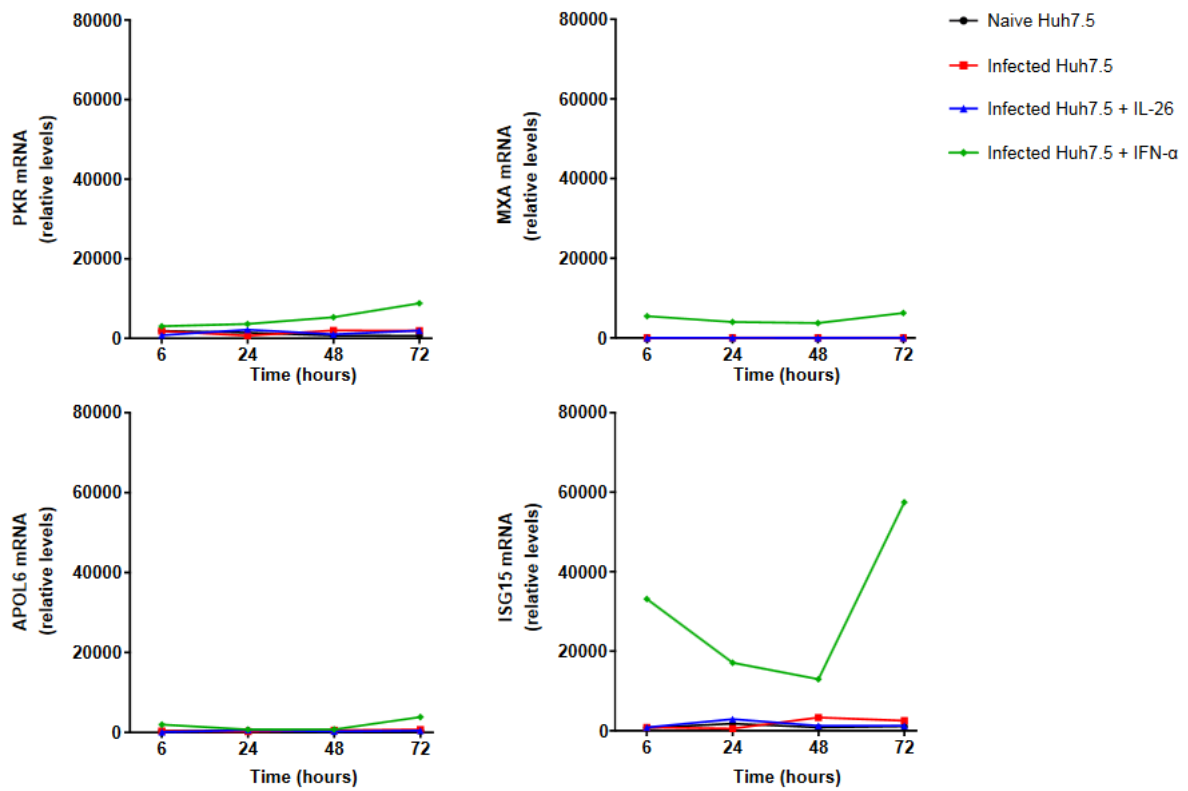 80000
60000
40000
20000
0
PKR mRNA
(relative levels)
6 24 48 72
Time (hours)
80000
60000
40000
20000
0
MXA mRNA
(relative levels)
6 24 48 72
Time (hours)
Naive Huh7.5
Infected Huh7.5
Infected Huh7.5 + IL-26
Infected Huh7.5 + IFN-α
80000
60000
40000
20000
0
APOL6 mRNA
(relative levels)
6 24 48 72
Time (hours)
80000
60000
40000
20000
0
ISG15 mRNA
(relative levels)
6 24 48 72
Time (hours)